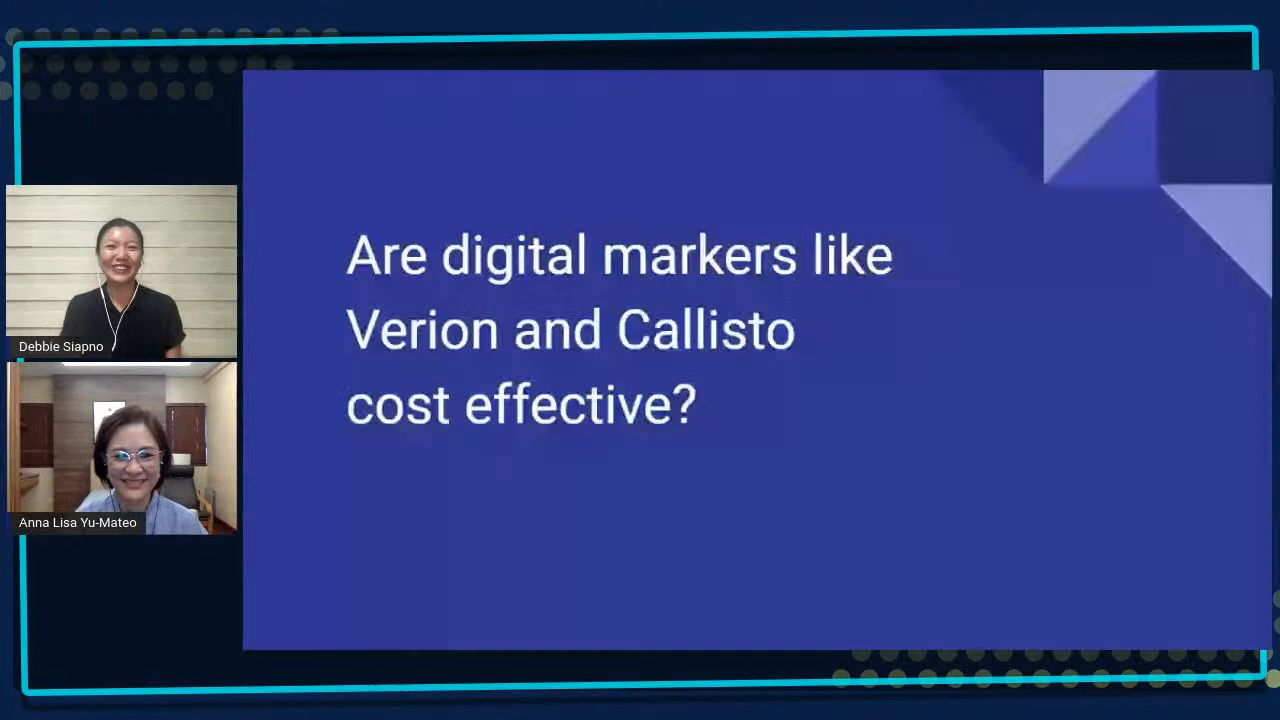 Are digital markers like
Verion and Callisto
cost effective?
Debbie Siapno
Anna Lisa Yu-Mateo